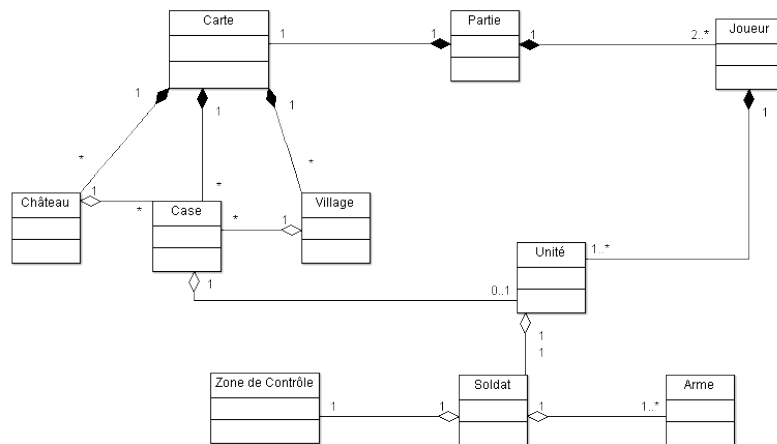 Carte
Partie
Joueur
1
1
1
2..*
1
1
1
1
*
*
*
Château
1
*
Case
*
1
Village
Unité
1..*
1
0..1
1
1
Zone de Contrôle
1
1
Soldat
1
1..*
Arme